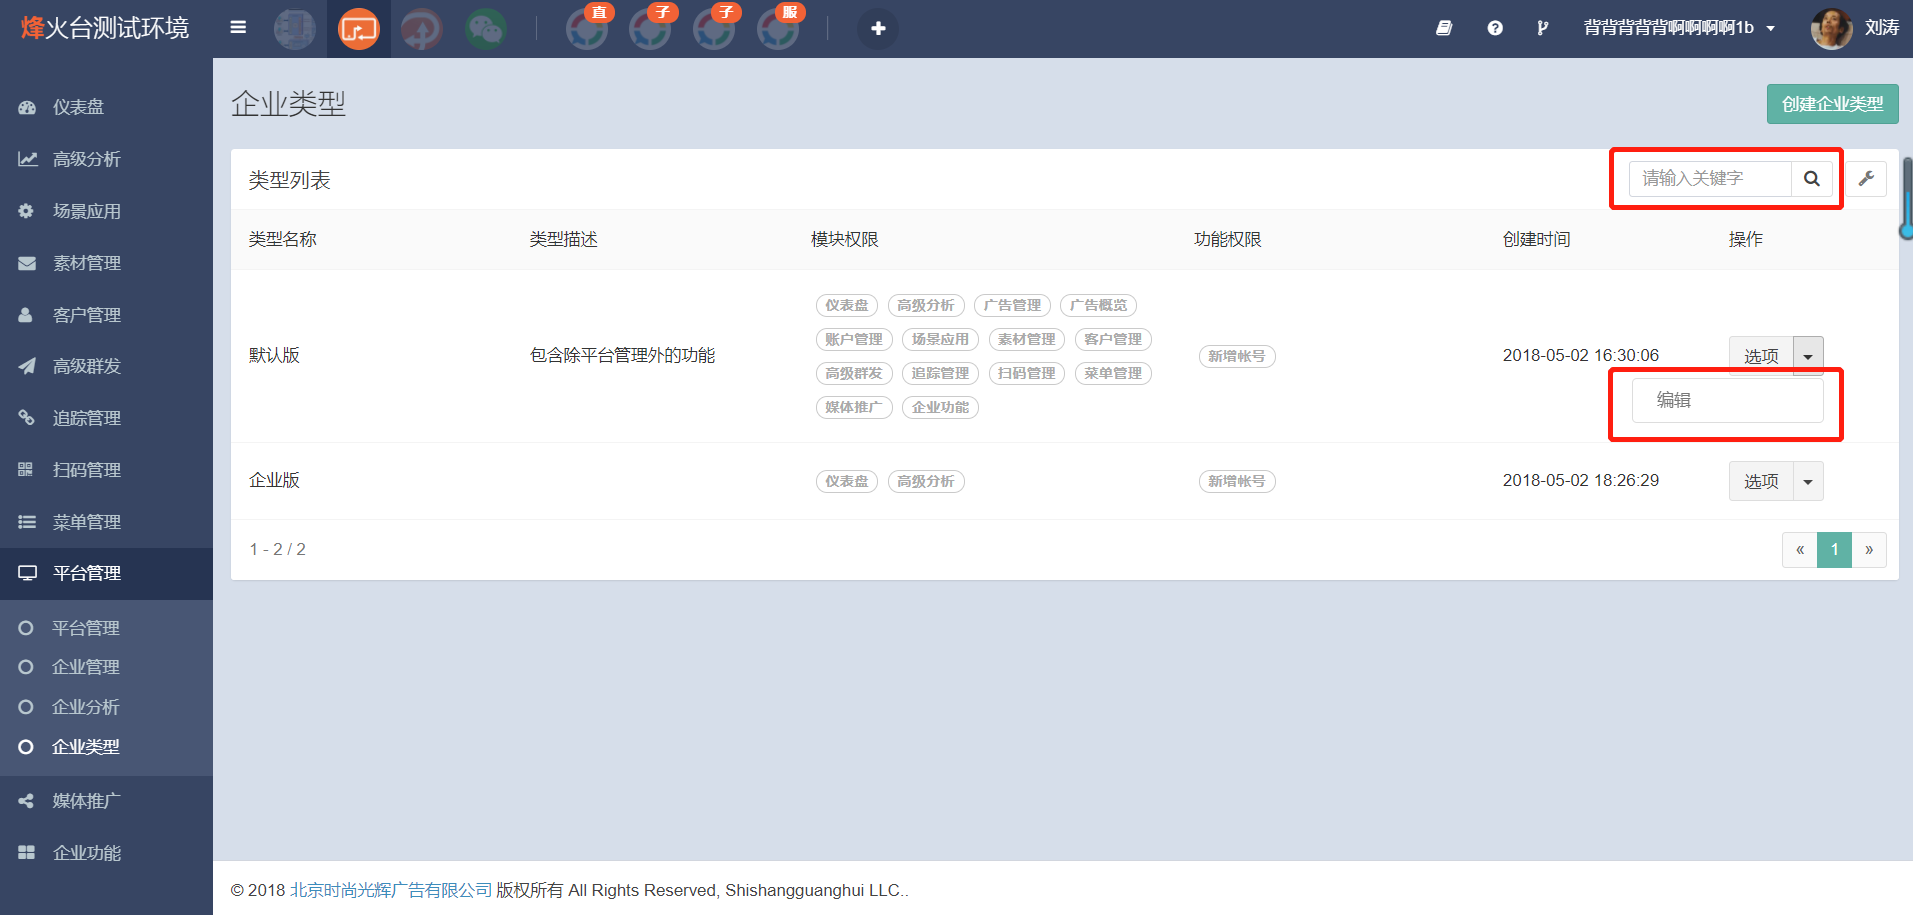 烽火台测试环境
直
子
子
服
背背背背背啊啊啊啊1b
刘涛
仪表盘
高级分析
场景应用
素材管理
客户管理
高级群发
追踪管理
扫码管理
菜单管理
平台管理
平台管理
企业管理
企业分析
企业类型
媒体推广
企业功能
企业类型
创建企业类型
类型列表
请输入关键字
类型名称 类型描述 模块权限 功能权限 创建时间 操作
仪表盘 高级分析 广告管理 广告概览
账户管理 场景应用 素材管理 客户管理
默认版 包含除平台管理外的功能 新增帐号 2018-05-02 16:30:06 选项
高级群发 追踪管理 扫码管理 菜单管理
编辑
媒体推广 企业功能
企业版 仪表盘 高级分析 新增帐号 2018-05-02 18:26:29 选项
1 - 2 / 2
« 1 »
© 2018 北京时尚光辉广告有限公司 版权所有 All Rights Reserved, Shishangguanghui LLC..